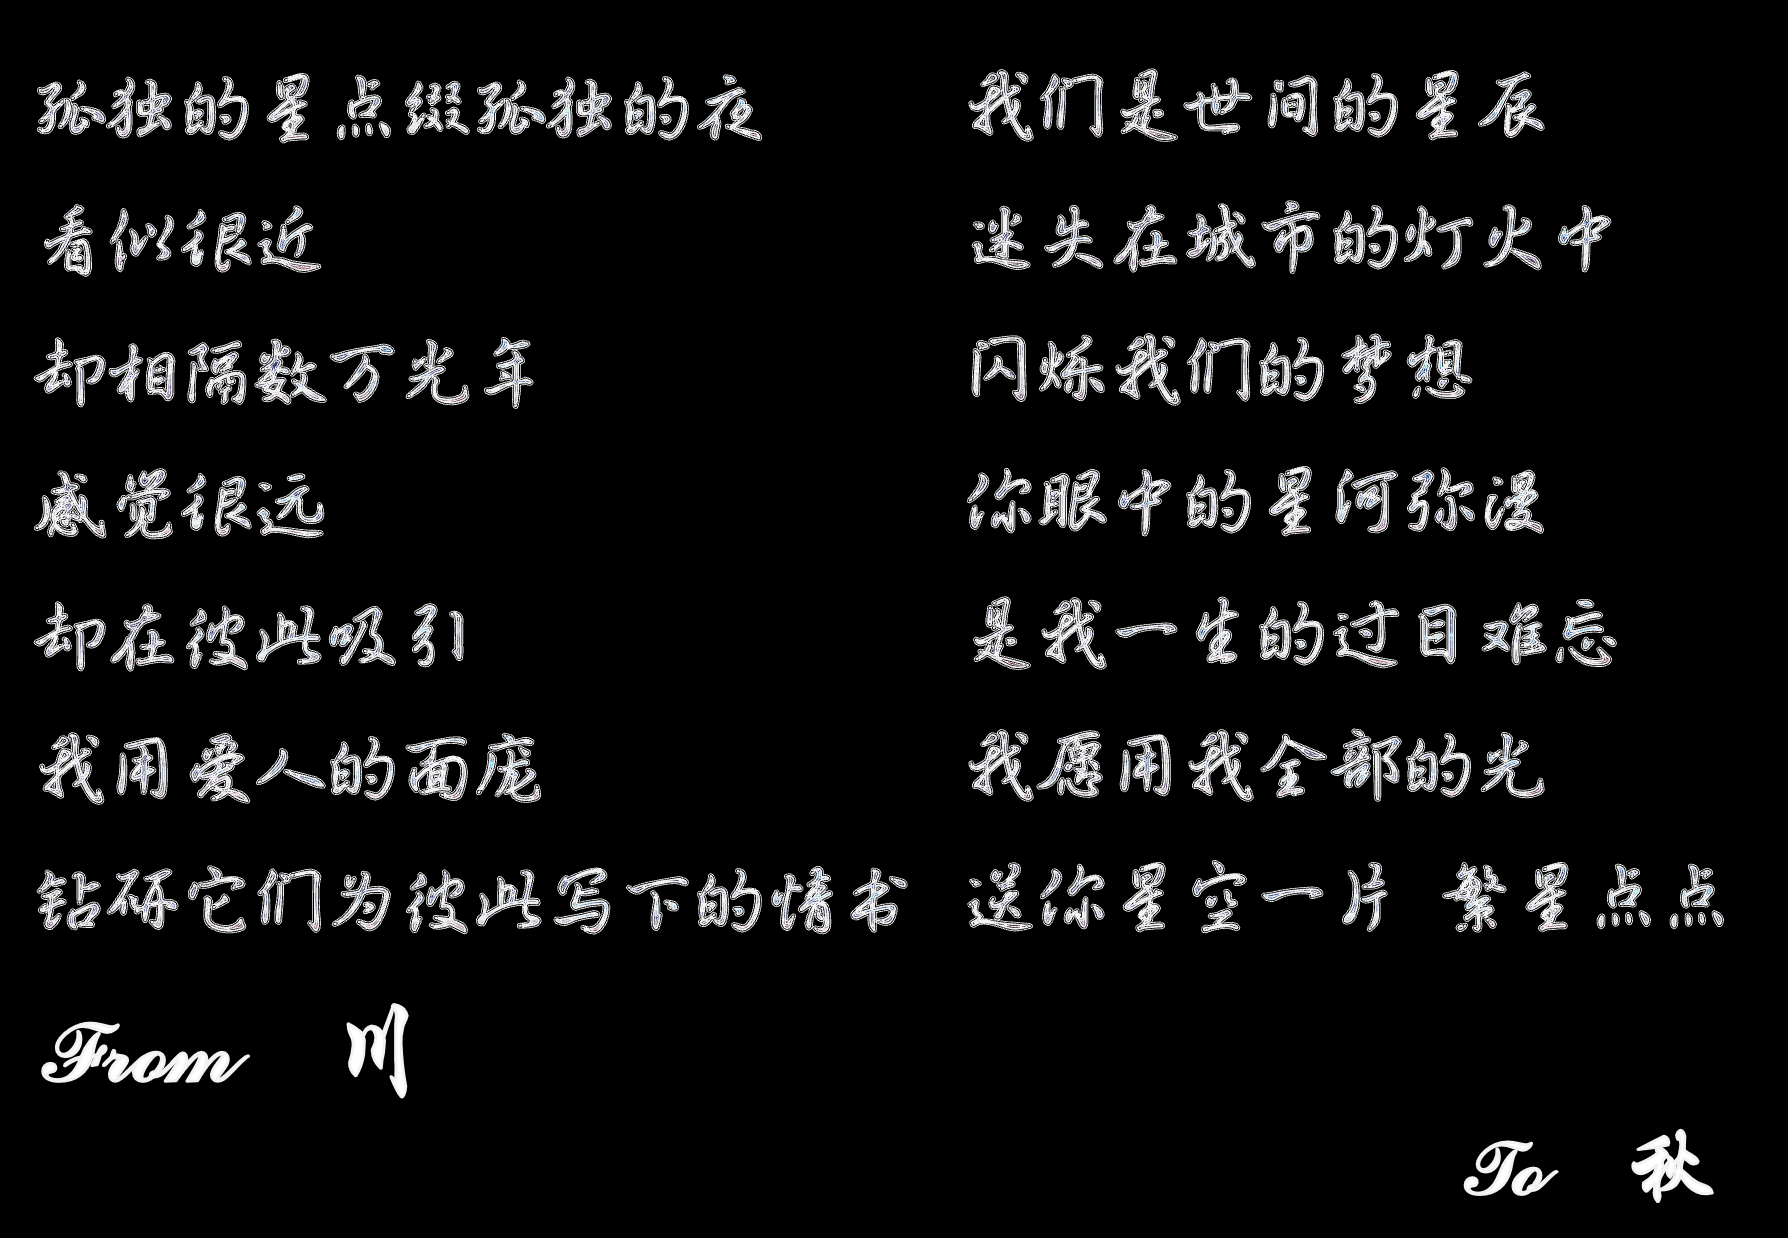 孤独的星点缀孤独的夜
看似很近
却相隔数万光年
感觉很远
却在彼此吸引
我用爱人的面庞
钻研它们为彼此写下的情书
From 川
我们是世间的星辰
迷失在城市的灯火中
闪烁我们的梦想
你眼中的星河弥漫
是我一生的过目难忘
我愿用我全部的光
送你星空一片 繁星点点
To 秋